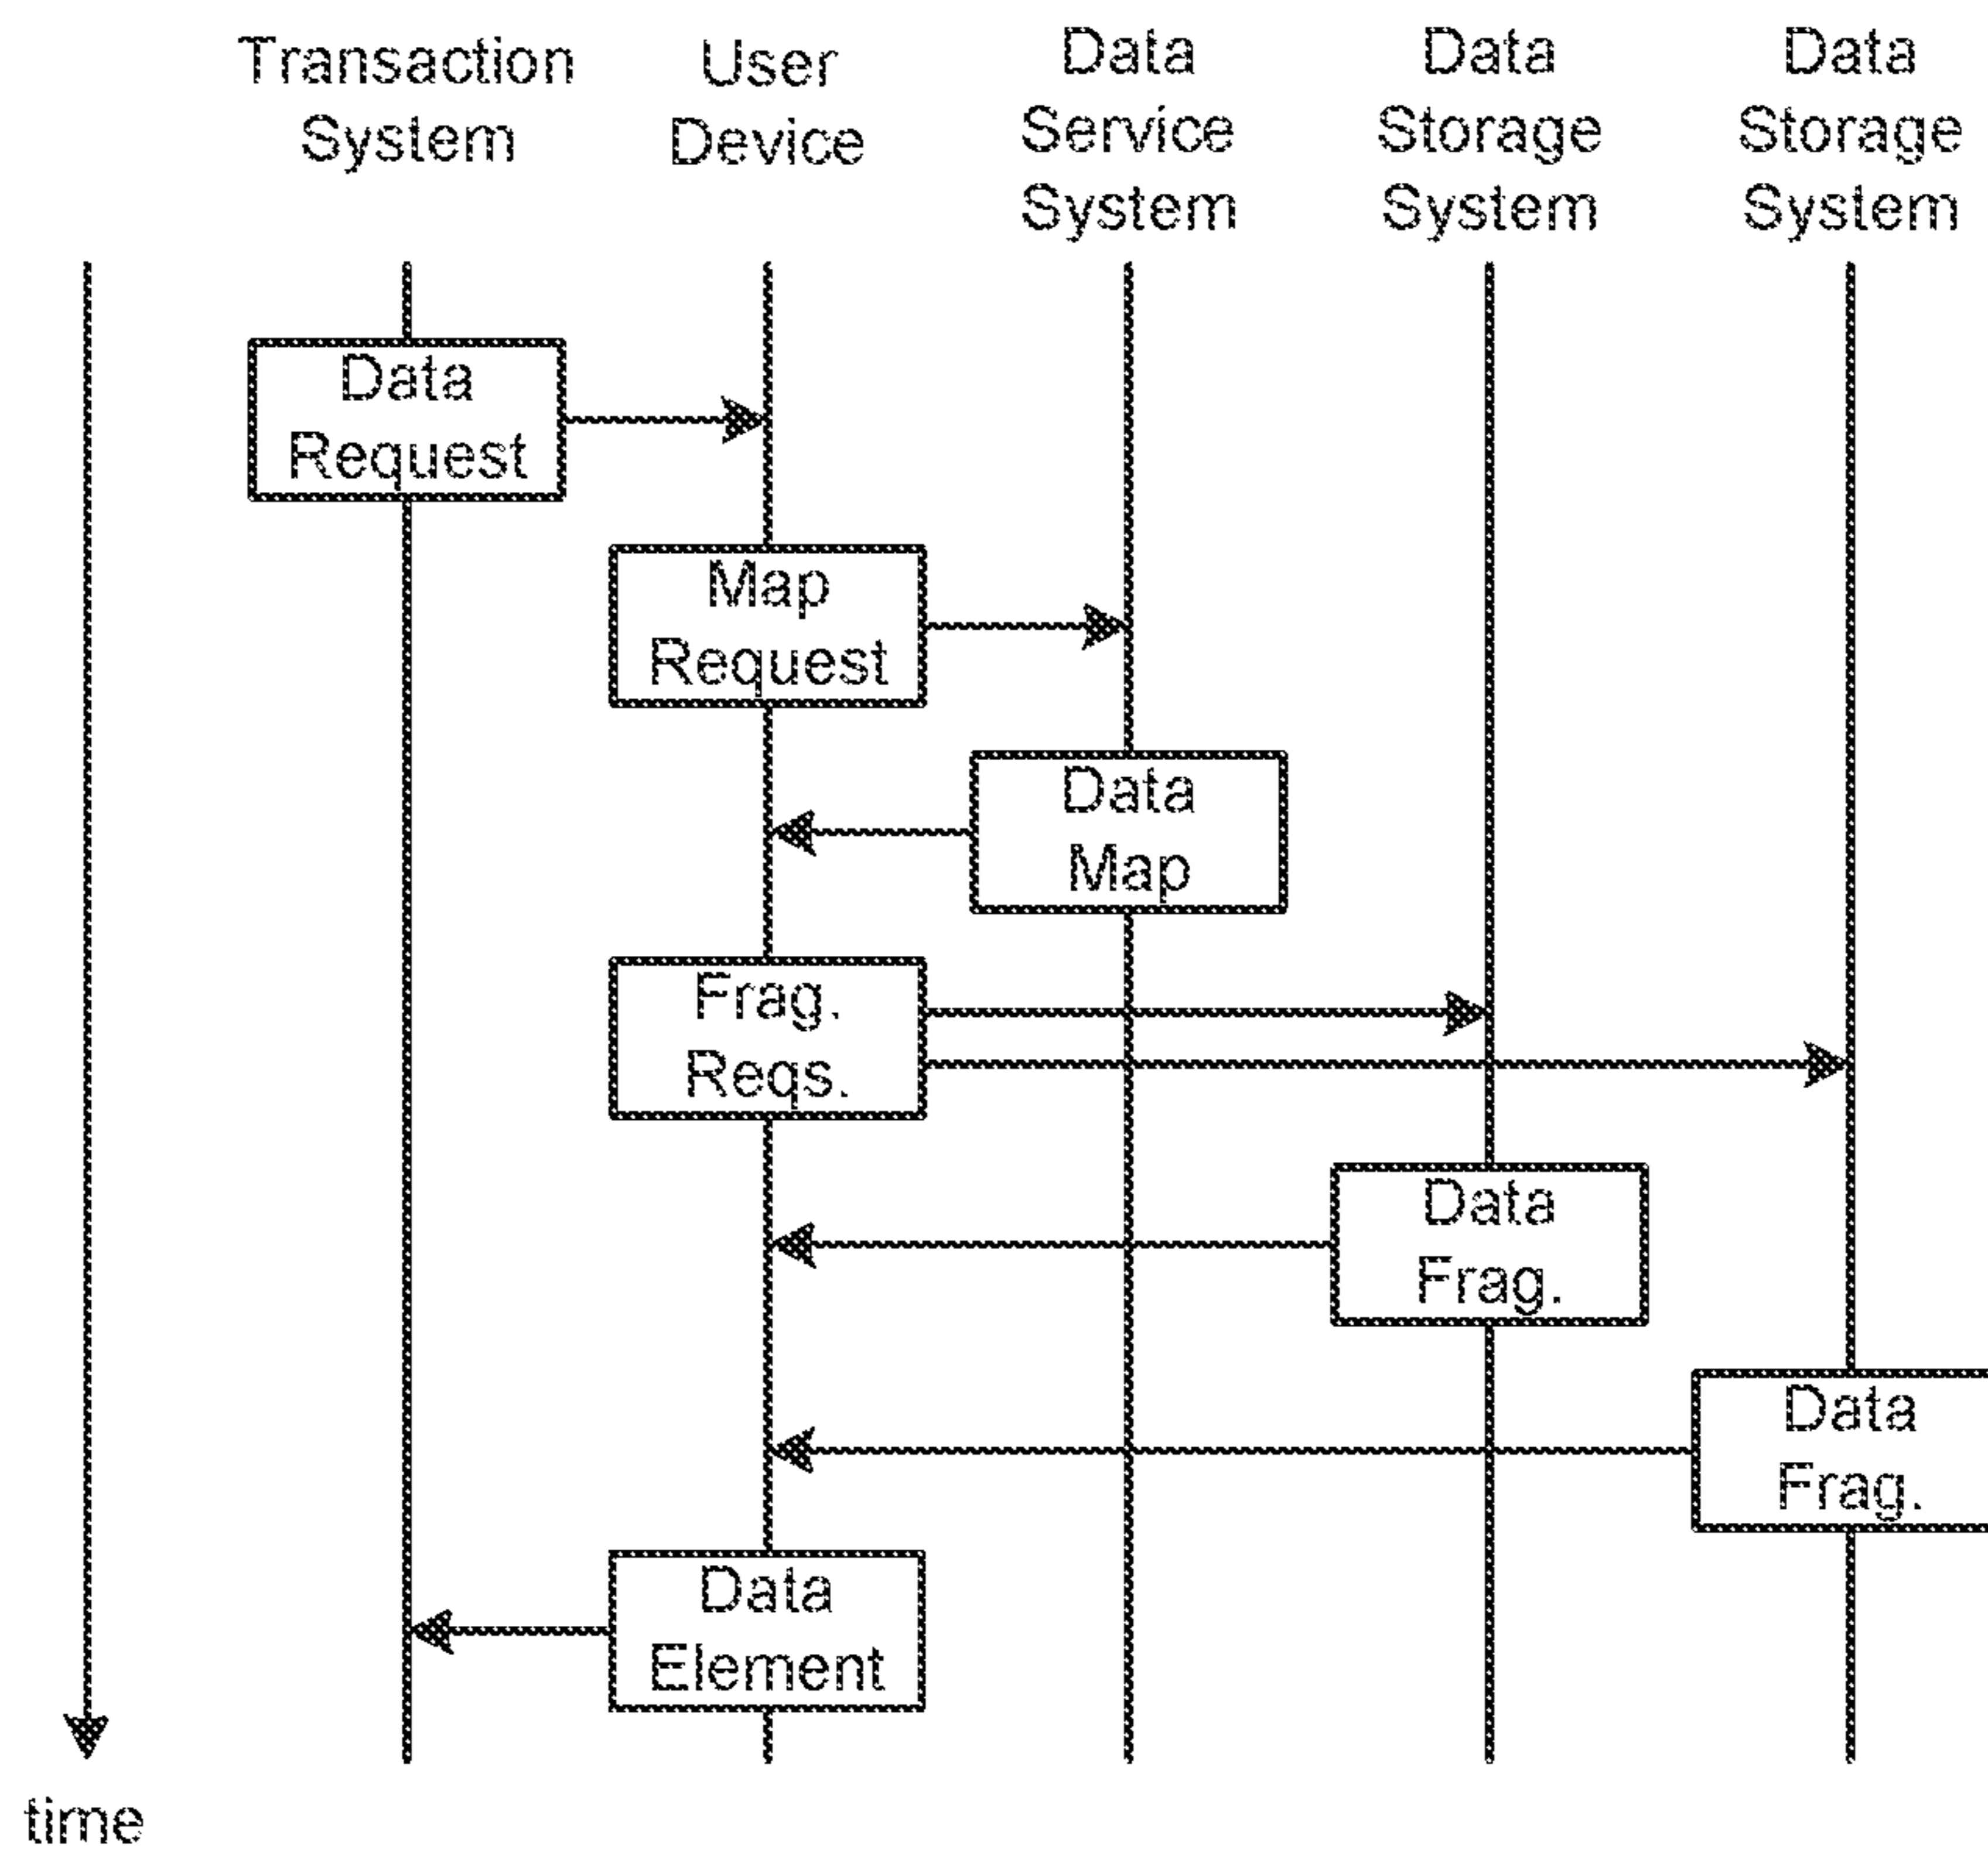 Transaction
System
User
Device
Data
Service
System
Data
Storage
System
Data
Storage
System
Data
Request
Map
Request
Data
Map
Frag.
Reqs.
Data
Frag.
Data
Frag.
Data
Element
time